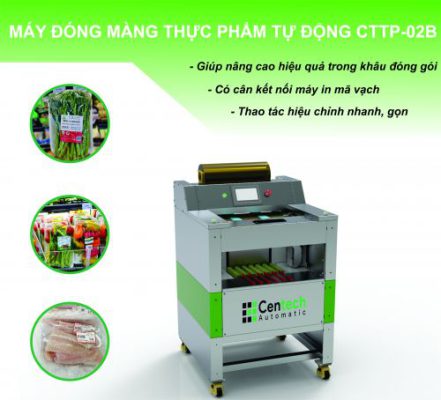 MÁY ĐÓNG MÀNG THỰC PHẨM TỰ ĐỘNG CTTP-02B
- Giúp nâng cao hiệu quả trong khâu đóng gói
- Có cân kết nối máy in mã vạch
- Thao tác hiệu chỉnh nhanh, gọn
Centech
Automatic